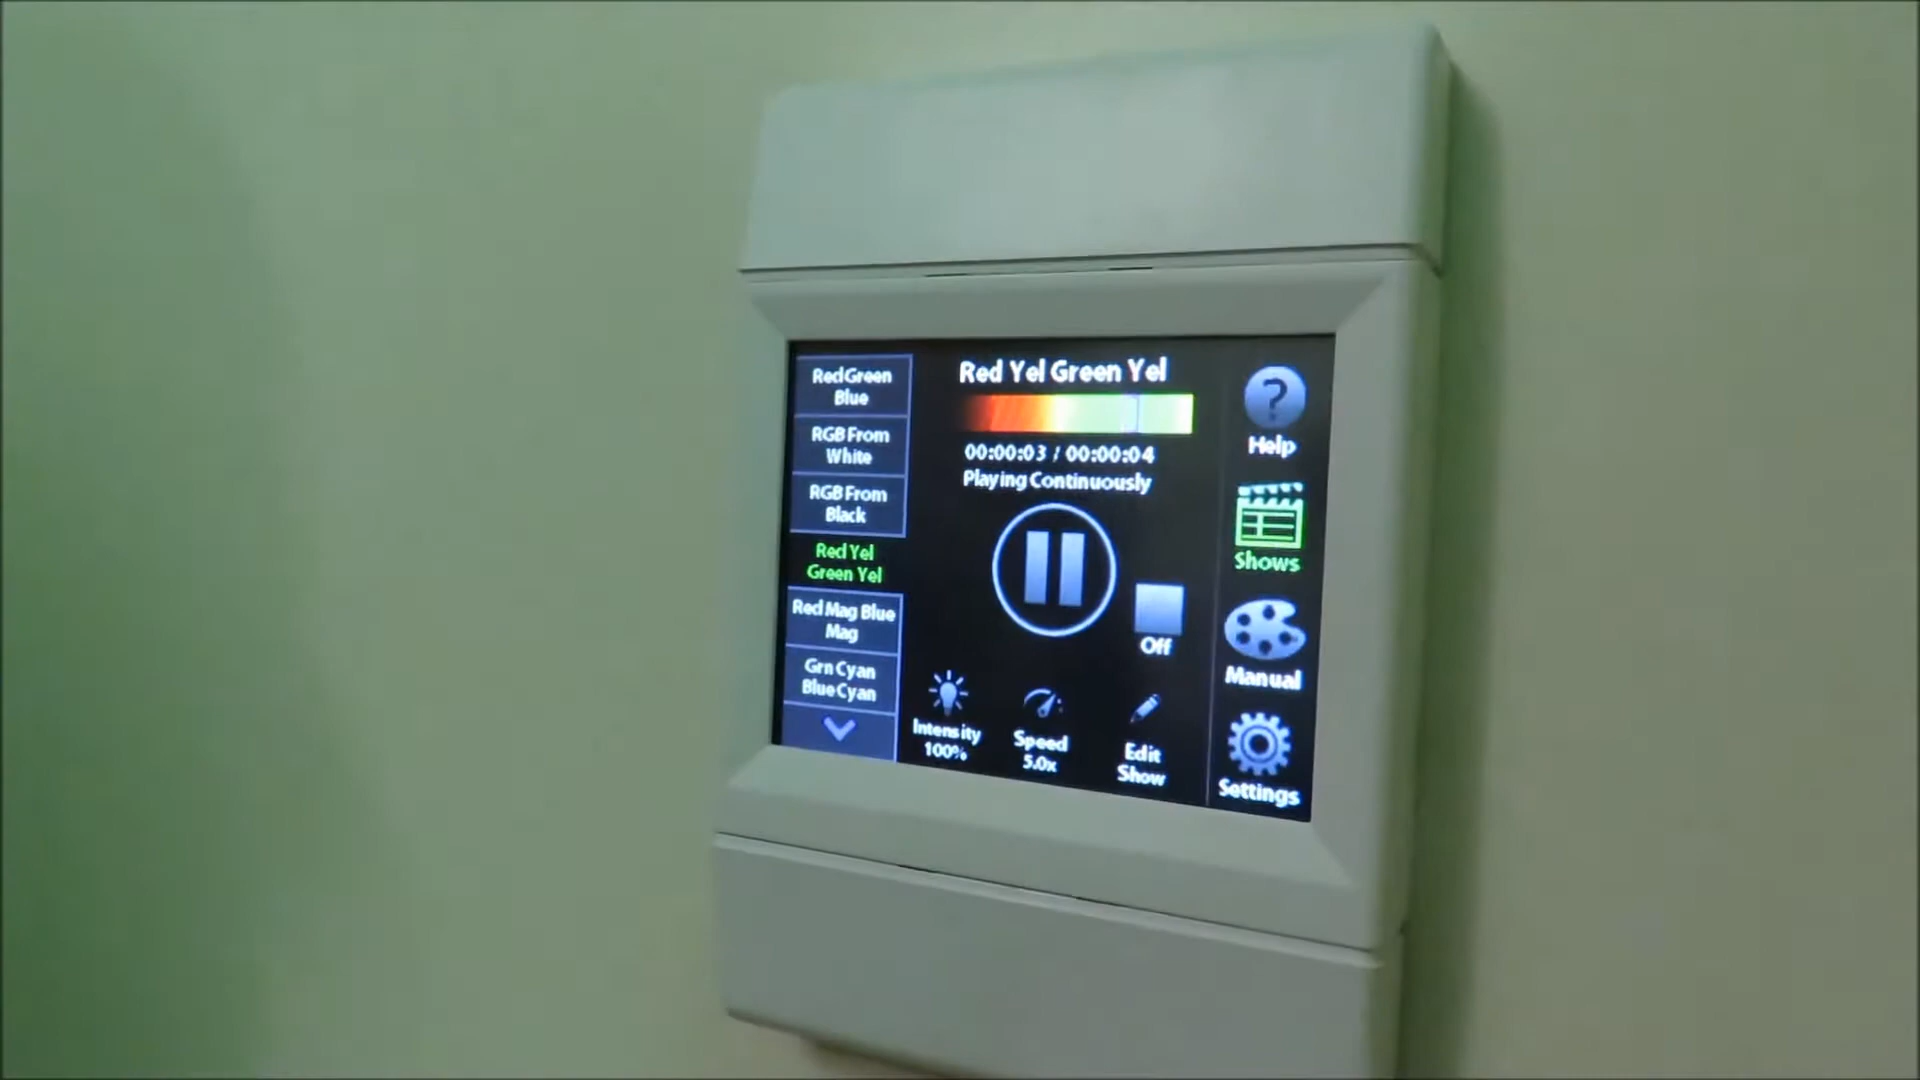 Red Green
Blue
RGB From
White
RGB From
Black
Red Yel
Green Yel
Red Mag Blue
Mag
Grn Cyan
Blue Cyan
Red Yel Green Yel
00:00:03 / 00:00:04
Playing Continuously
Off
Intensity
100%
Speed
5.0x
Edit
Show
?
Help
Shows
Manual
Settings